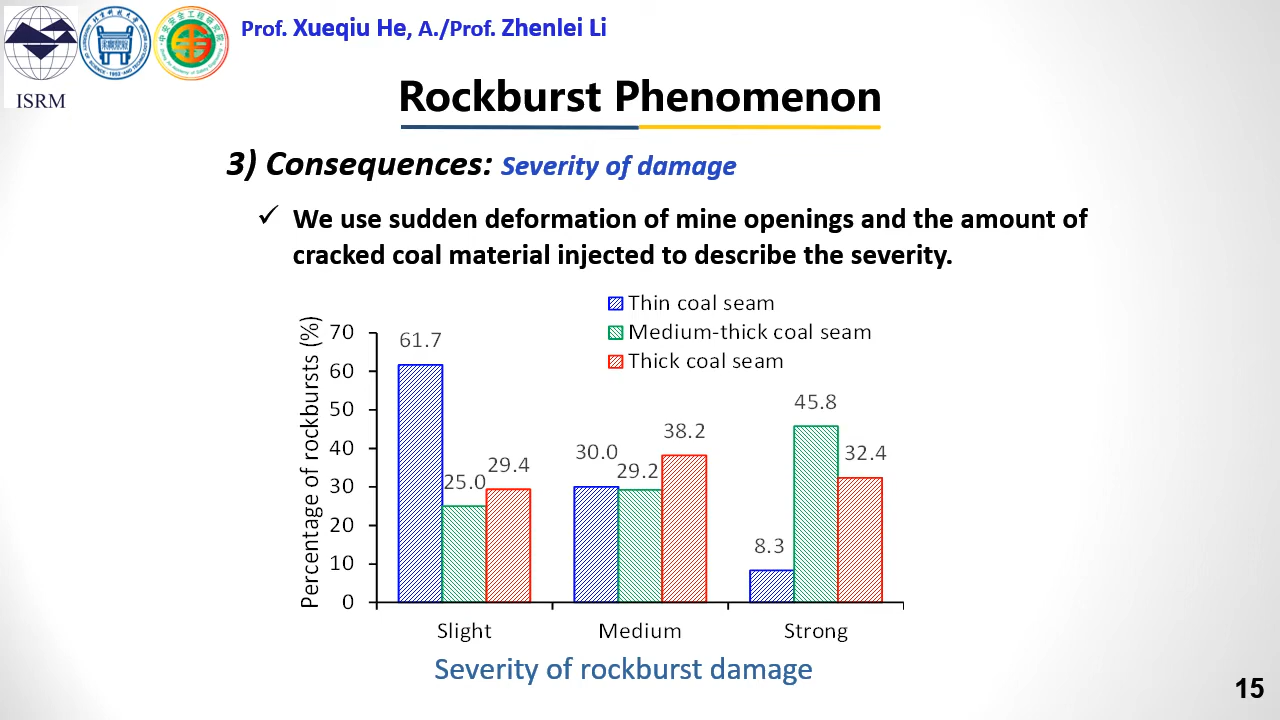 Prof. Xueqiu He, A./Prof. Zhenlei Li
ISRM
Rockburst Phenomenon
3) Consequences: Severity of damage
✓ We use sudden deformation of mine openings and the amount of
cracked coal material injected to describe the severity.
Thin coal seam
Medium-thick coal seam
Thick coal seam
Percentage of rockbursts (%)
70
60
50
40
30
20
10
0
61.7
25.0
29.4
30.0
29.2
38.2
8.3
45.8
32.4
Slight
Medium
Strong
Severity of rockburst damage
15